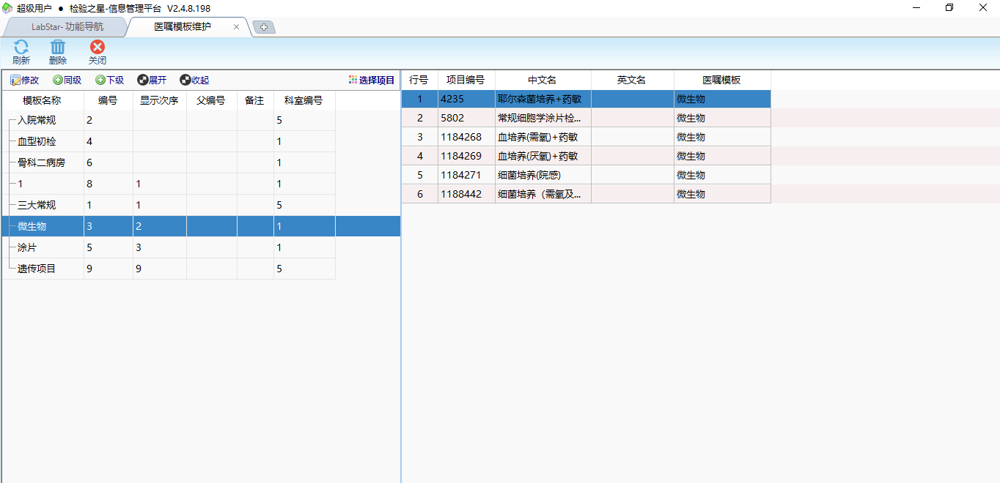 超级用户 ● 检验之星-信息管理平台 V2.4.8.198
LabStar- 功能导航 医嘱模板维护
刷新 删除 关闭
修改 同级 下级 展开 收起 选择项目
模板名称 编号 显示次序 父编号 备注 科室编号
入院常规 2 5
血型初检 4 1
骨科二病房 6 1
1 8 1 1
三大常规 1 1 5
微生物 3 2 1
涂片 5 3 1
遗传项目 9 9 5
行号 项目编号 中文名 英文名 医嘱模板
1 4235 耶尔森菌培养+药敏 微生物
2 5802 常规细胞学涂片检... 微生物
3 1184268 血培养(需氧)+药敏 微生物
4 1184269 血培养(厌氧)+药敏 微生物
5 1184271 细菌培养(院感) 微生物
6 1188442 细菌培养（需氧及... 微生物